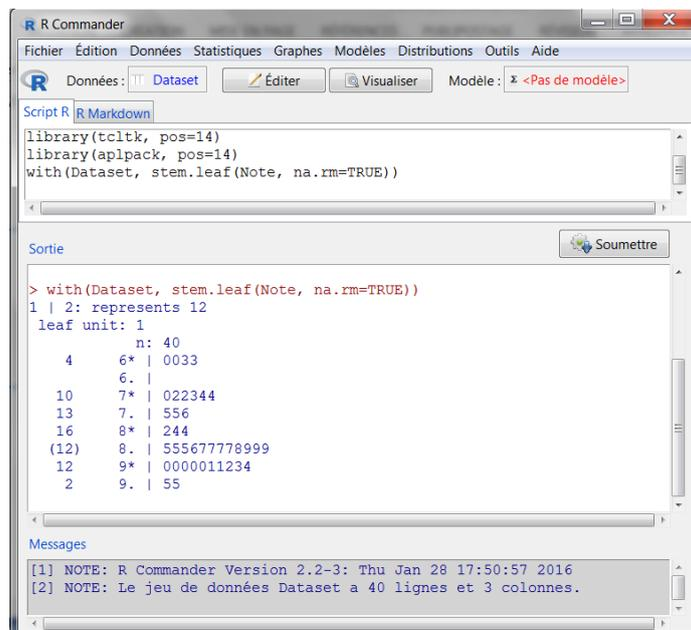 R Commander
Fichier Édition Données Statistiques Graphes Modèles Distributions Outils Aide
Données : Dataset Éditer Visualiser Modèle : Σ <Pas de modèle>
Script R R Markdown
library(tcltk, pos=14)
library(aplpack, pos=14)
with(Dataset, stem.leaf(Note, na.rm=TRUE))
Sortie Soumettre
> with(Dataset, stem.leaf(Note, na.rm=TRUE))
1 | 2: represents 12
leaf unit: 1
n: 40
4 6* | 0033
6. |
10 7* | 022344
13 7. | 556
16 8* | 244
(12) 8. | 555677778999
12 9* | 0000011234
2 9. | 55
Messages
[1] NOTE: R Commander Version 2.2-3: Thu Jan 28 17:50:57 2016
[2] NOTE: Le jeu de données Dataset a 40 lignes et 3 colonnes.